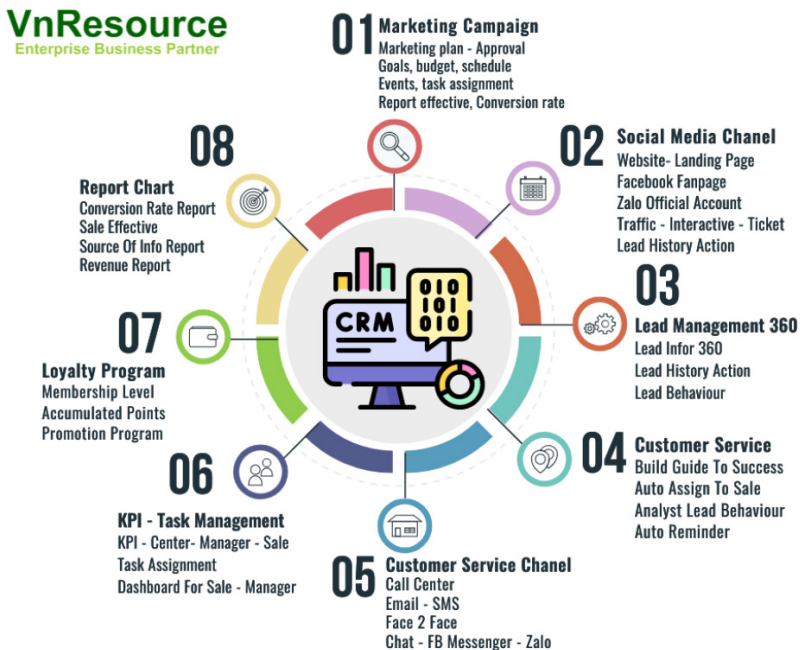 VnResource
Enterprise Business Partner
01
Marketing Campaign
Marketing plan - Approval
Goals, budget, schedule
Events, task assignment
Report effective, Conversion rate
02
Social Media Chanel
Website- Landing Page
Facebook Fanpage
Zalo Official Account
Traffic - Interactive - Ticket
Lead History Action
03
Lead Management 360
Lead Infor 360
Lead History Action
Lead Behaviour
04
Customer Service
Build Guide To Success
Auto Assign To Sale
Analyst Lead Behaviour
Auto Reminder
05
Customer Service Chanel
Call Center
Email - SMS
Face 2 Face
Chat - FB Messenger - Zalo
06
KPI - Task Management
KPI - Center- Manager - Sale
Task Assignment
Dashboard For Sale - Manager
07
Loyalty Program
Membership Level
Accumulated Points
Promotion Program
08
Report Chart
Conversion Rate Report
Sale Effective
Source Of Info Report
Revenue Report
CRM
010
101
010